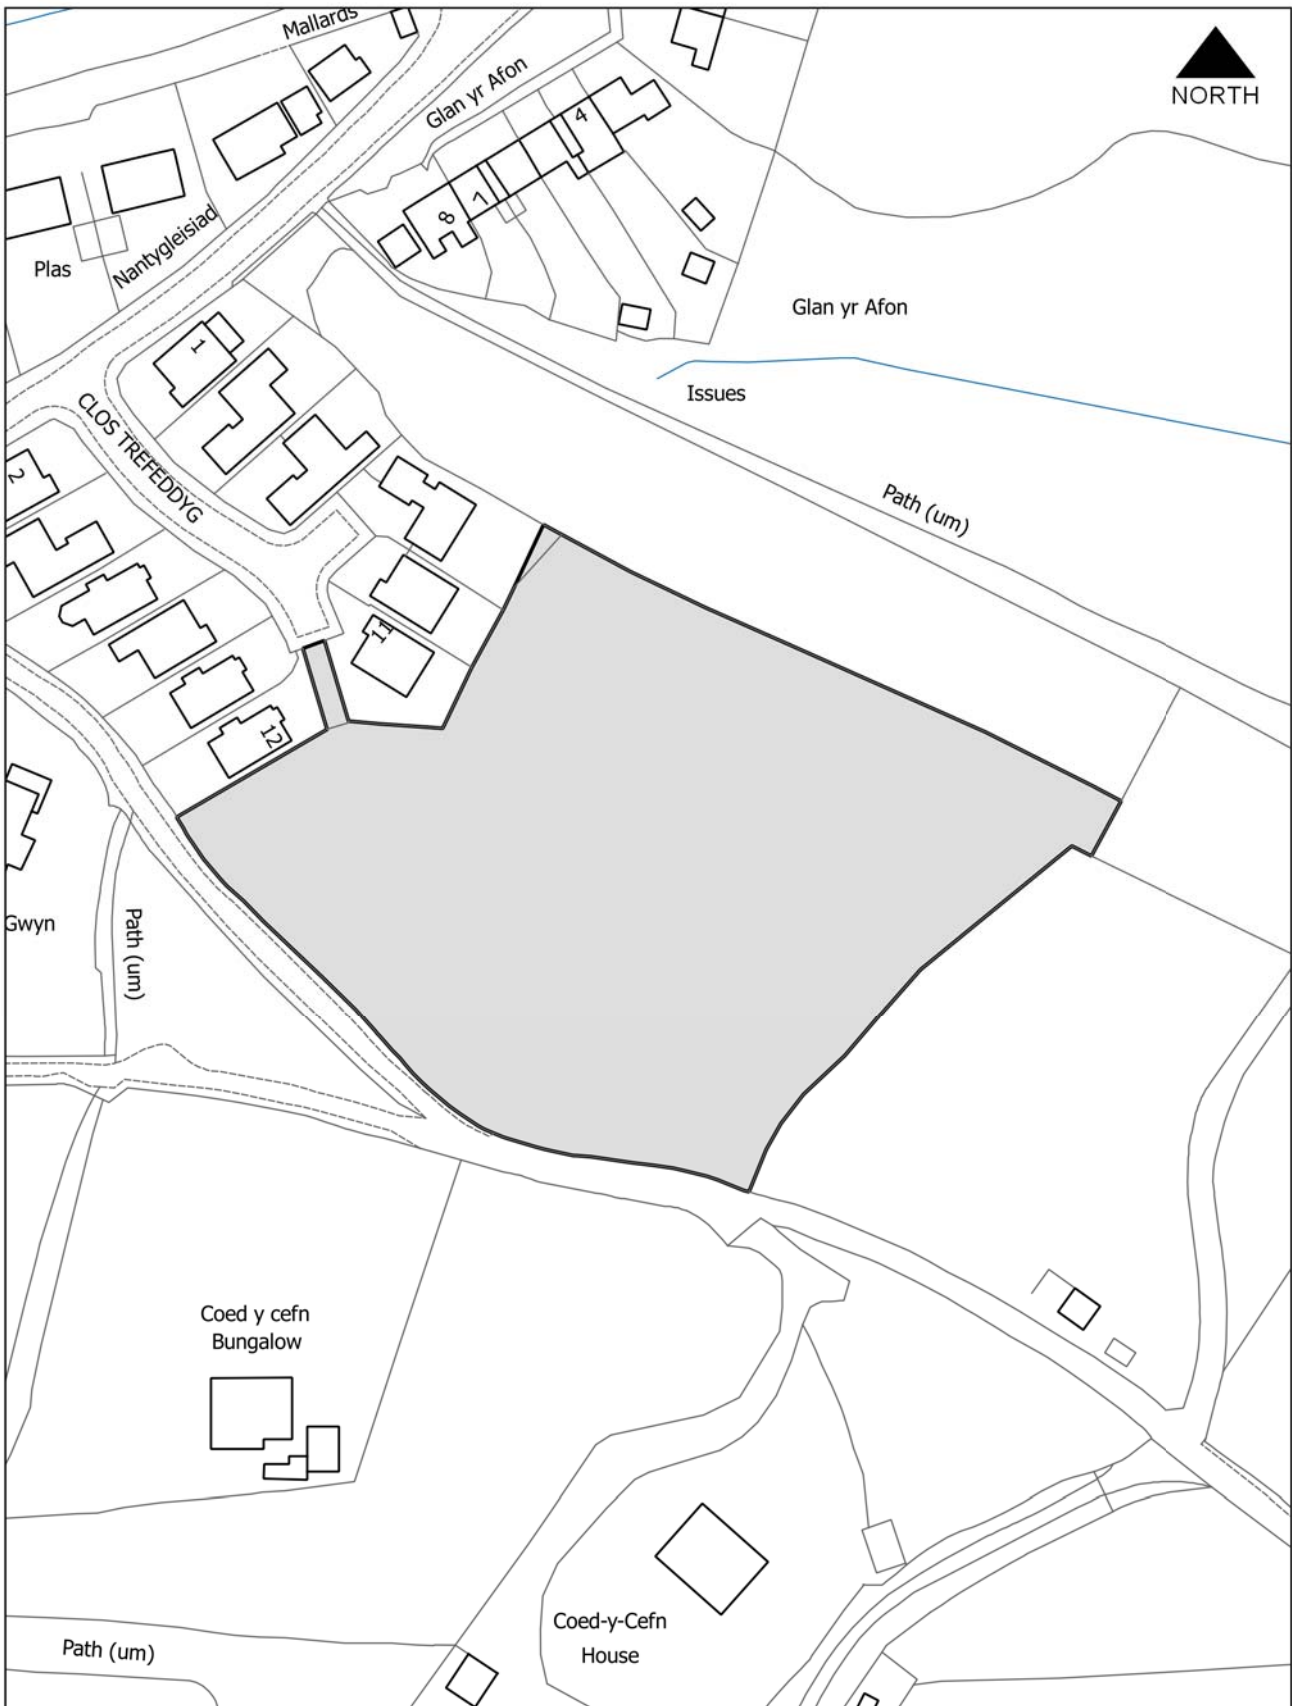 Mallards
Glan yr Afon
NORTH
4
7
8
Nantygleisiad
Plas
Glan yr Afon
1
Issues
CLOS TREFEDDYG
2
Path (um)
11
12
Gwyn
Path (um)
Coed y cefn
Bungalow
Coed-y-Cefn
House
Path (um)